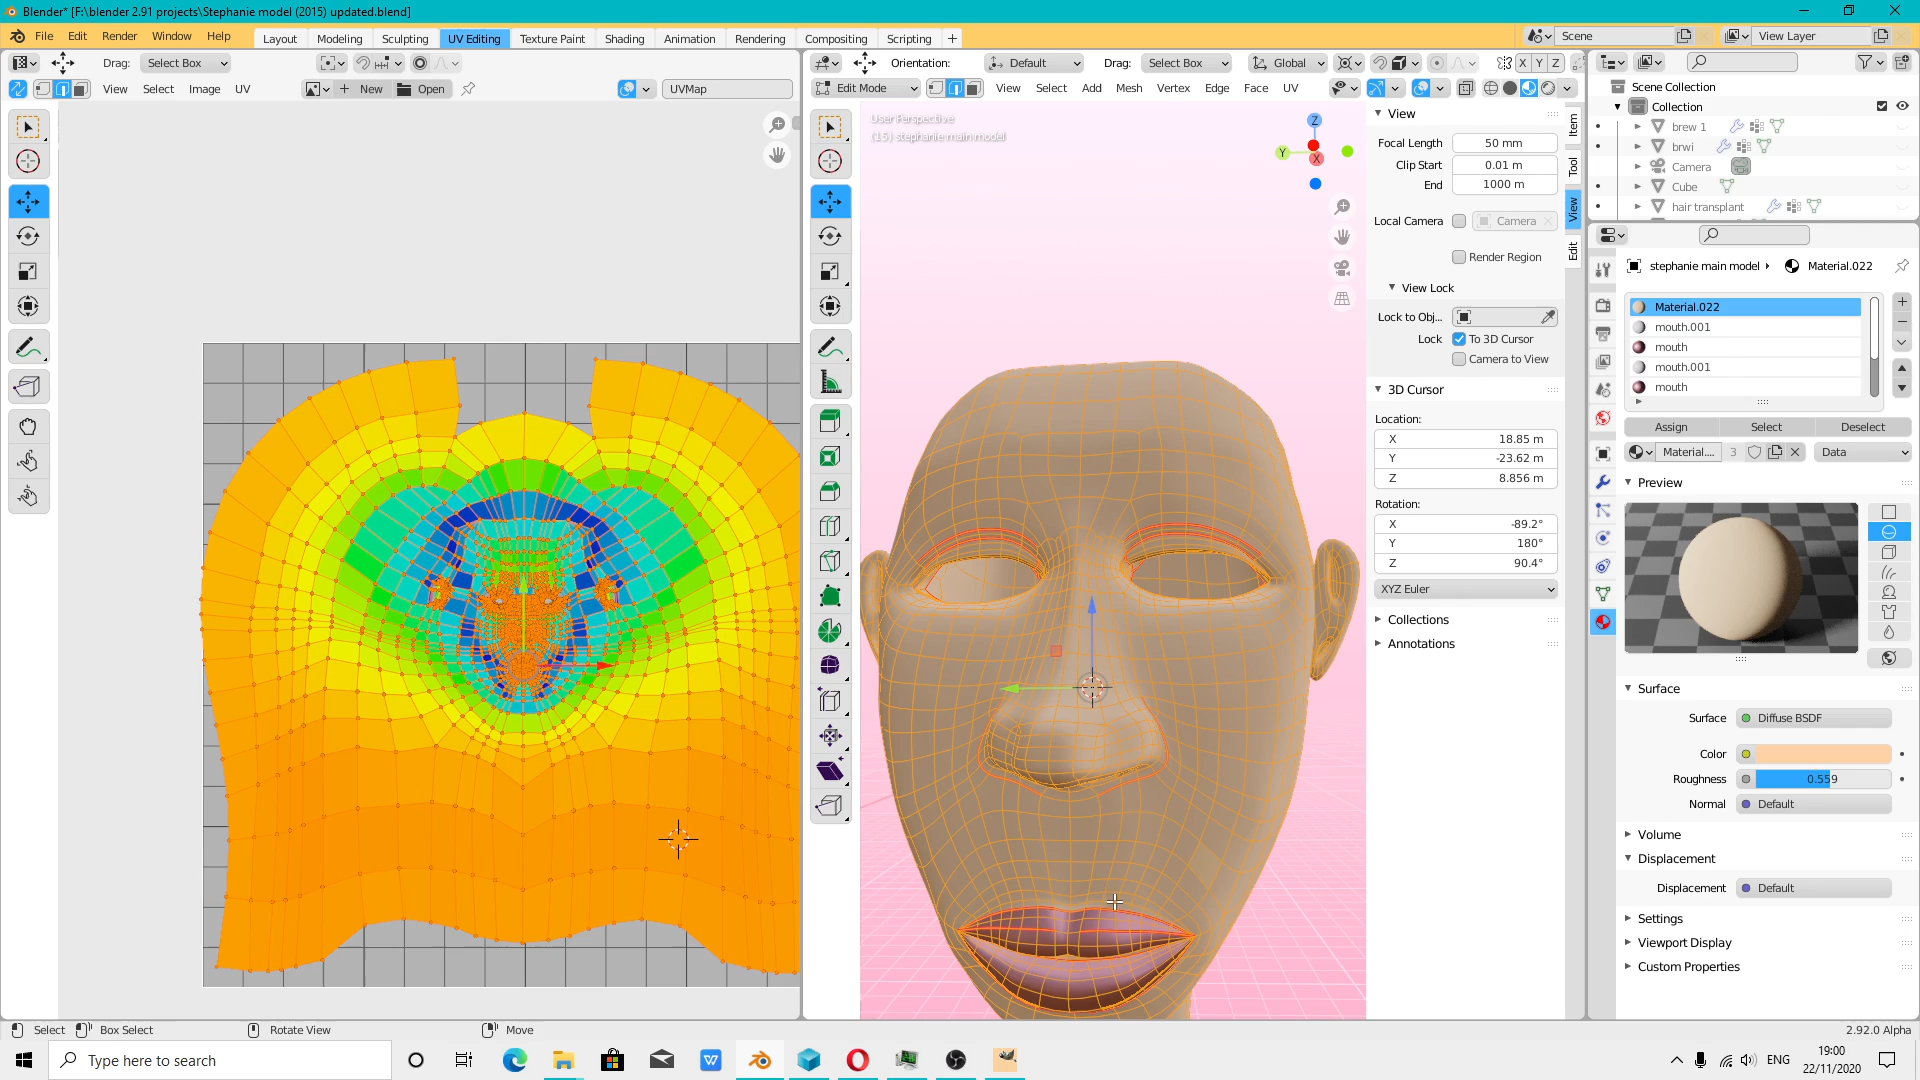 Blender* [F:\blender 2.91 projects\Stephanie model (2015) updated.blend]
File Edit Render Window Help
Layout Modeling Sculpting UV Editing Texture Paint Shading Animation Rendering Compositing Scripting +
Scene
View Layer
Drag: Select Box
View Select Image UV
New
Open
UVMap
Orientation: Default
Drag: Select Box
Global
X Y Z
Edit Mode
View Select Add Mesh Vertex Edge Face UV
User Perspective
(15) stephanie main model
Z
Y
X
View
Focal Length 50 mm
Clip Start 0.01 m
End 1000 m
Local Camera Camera
Render Region
View Lock
Lock to Obj...
Lock To 3D Cursor
Camera to View
3D Cursor
Location:
X 18.85 m
Y -23.62 m
Z 8.856 m
Rotation:
X -89.2°
Y 180°
Z 90.4°
XYZ Euler
Collections
Annotations
Item
Tool
View
Edit
Scene Collection
Collection
brew 1
brwi
Camera
Cube
hair transplant
stephanie main model
Material.022
Material.022
mouth.001
mouth
mouth.001
mouth
Assign Select Deselect
Material.... 3
Data
Preview
Surface
Surface Diffuse BSDF
Color
Roughness 0.559
Normal Default
Volume
Displacement
Displacement Default
Settings
Viewport Display
Custom Properties
Select Box Select Rotate View Move
2.92.0 Alpha
Type here to search
ENG
19:00
22/11/2020